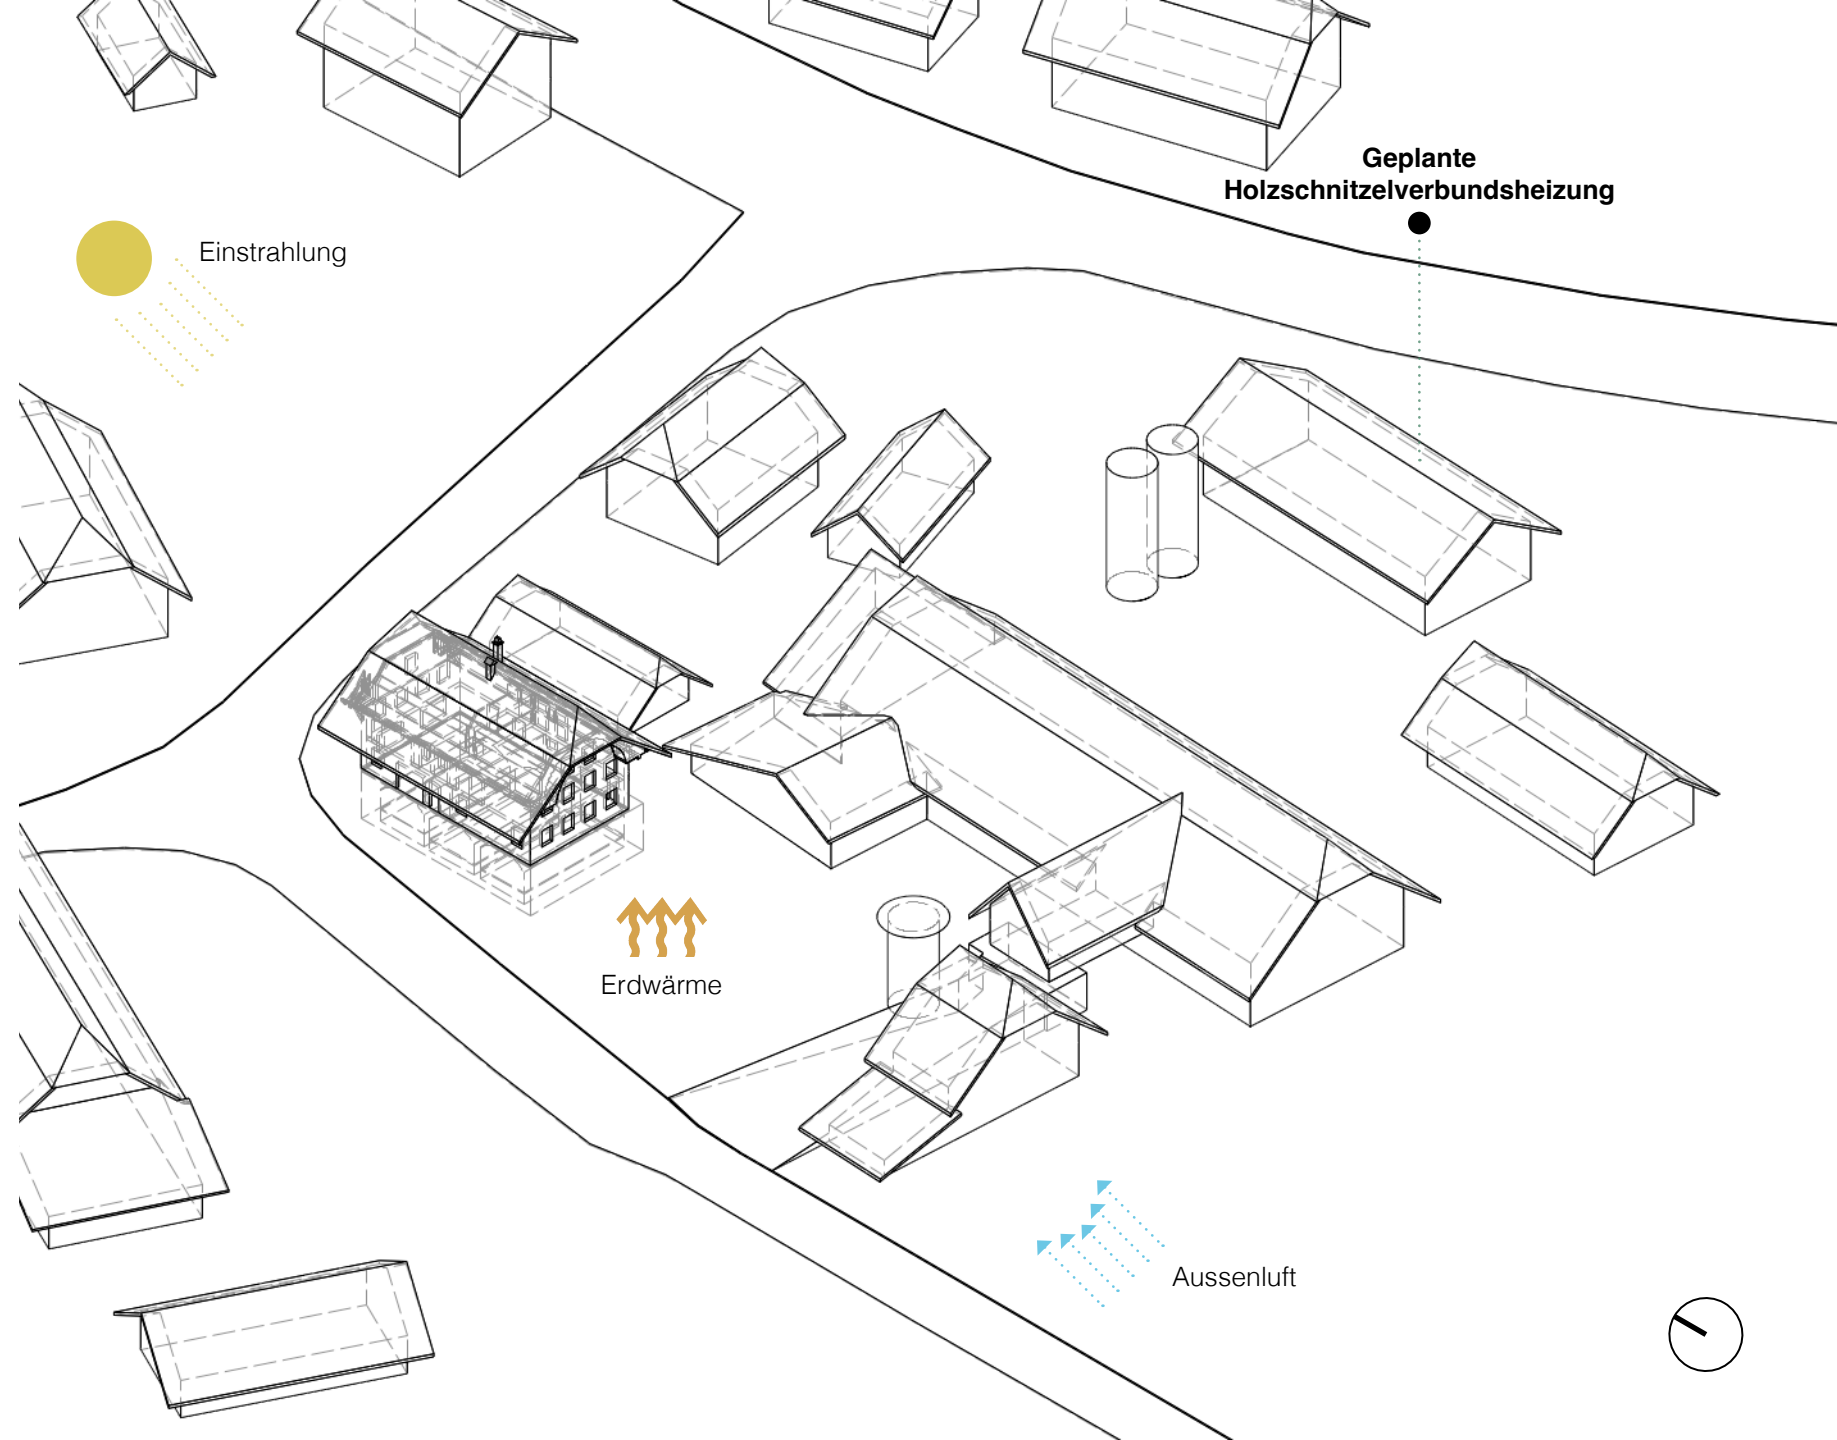 Geplante
Holzschnitzelverbundsheizung
Einstrahlung
Erdwärme
Aussenluft